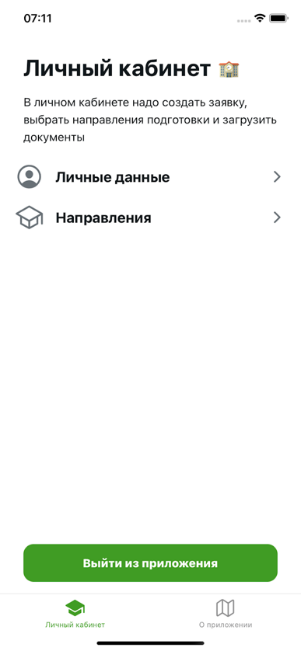 07:11
Личный кабинет
В личном кабинете надо создать заявку,
выбрать направления подготовки и загрузить
документы
Личные данные
Направления
Выйти из приложения
Личный кабинет
О приложении